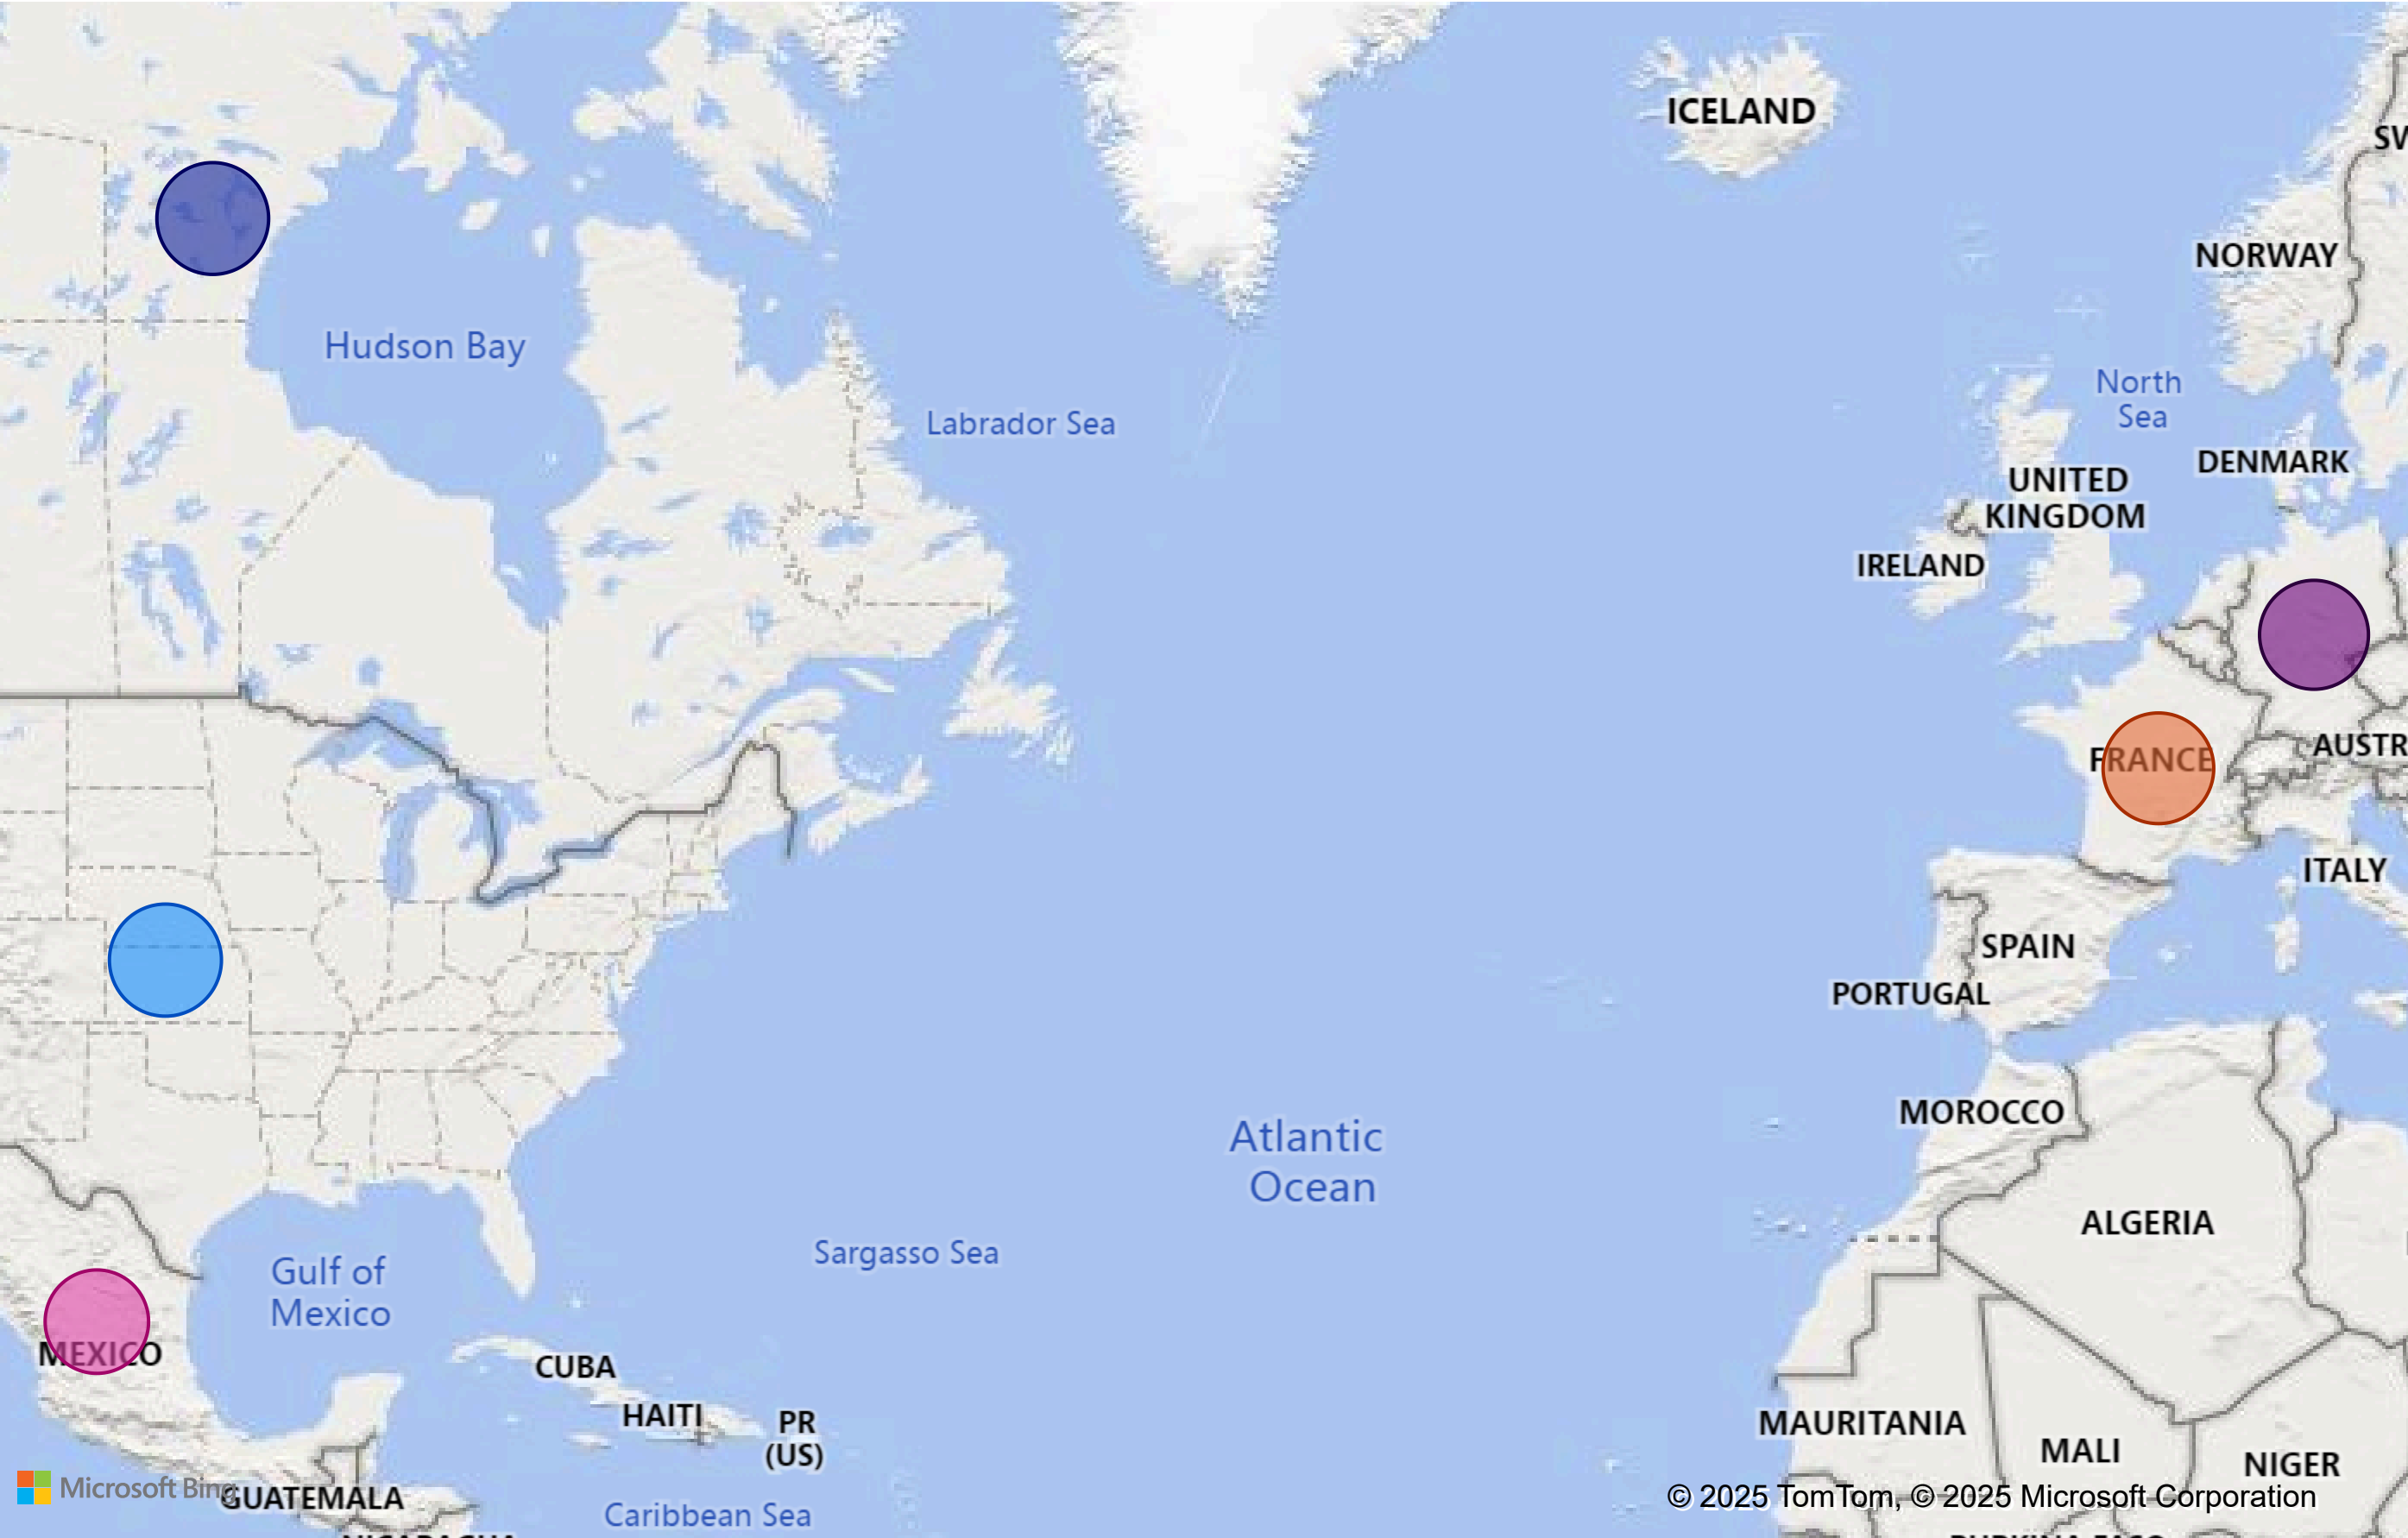 ICELAND
SV
NORWAY
Hudson Bay
North
Sea
Labrador Sea
DENMARK
UNITED
KINGDOM
IRELAND
FRANCE
AUSTR
ITALY
SPAIN
PORTUGAL
MOROCCO
Atlantic
Ocean
ALGERIA
Sargasso Sea
Gulf of
Mexico
MEXICO
CUBA
HAITI
PR
(US)
MAURITANIA
MALI
NIGER
Microsoft Bing
GUATEMALA
© 2025 TomTom, © 2025 Microsoft Corporation
Caribbean Sea